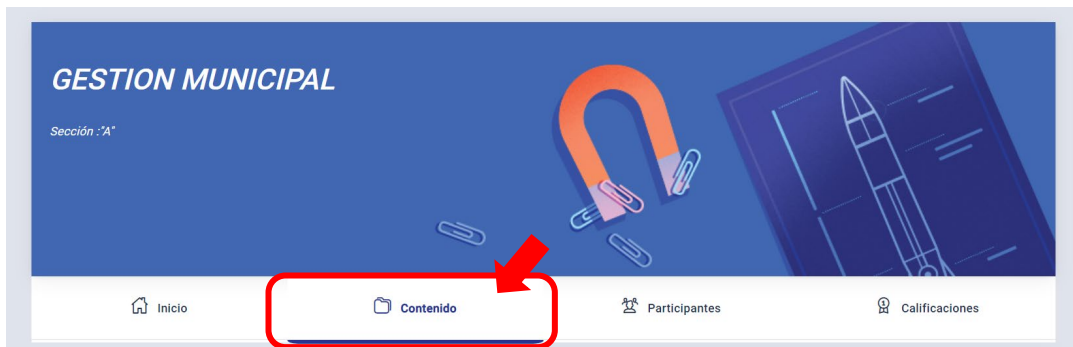 GESTION MUNICIPAL
Sección :"A"
Inicio
Contenido
Participantes
Calificaciones